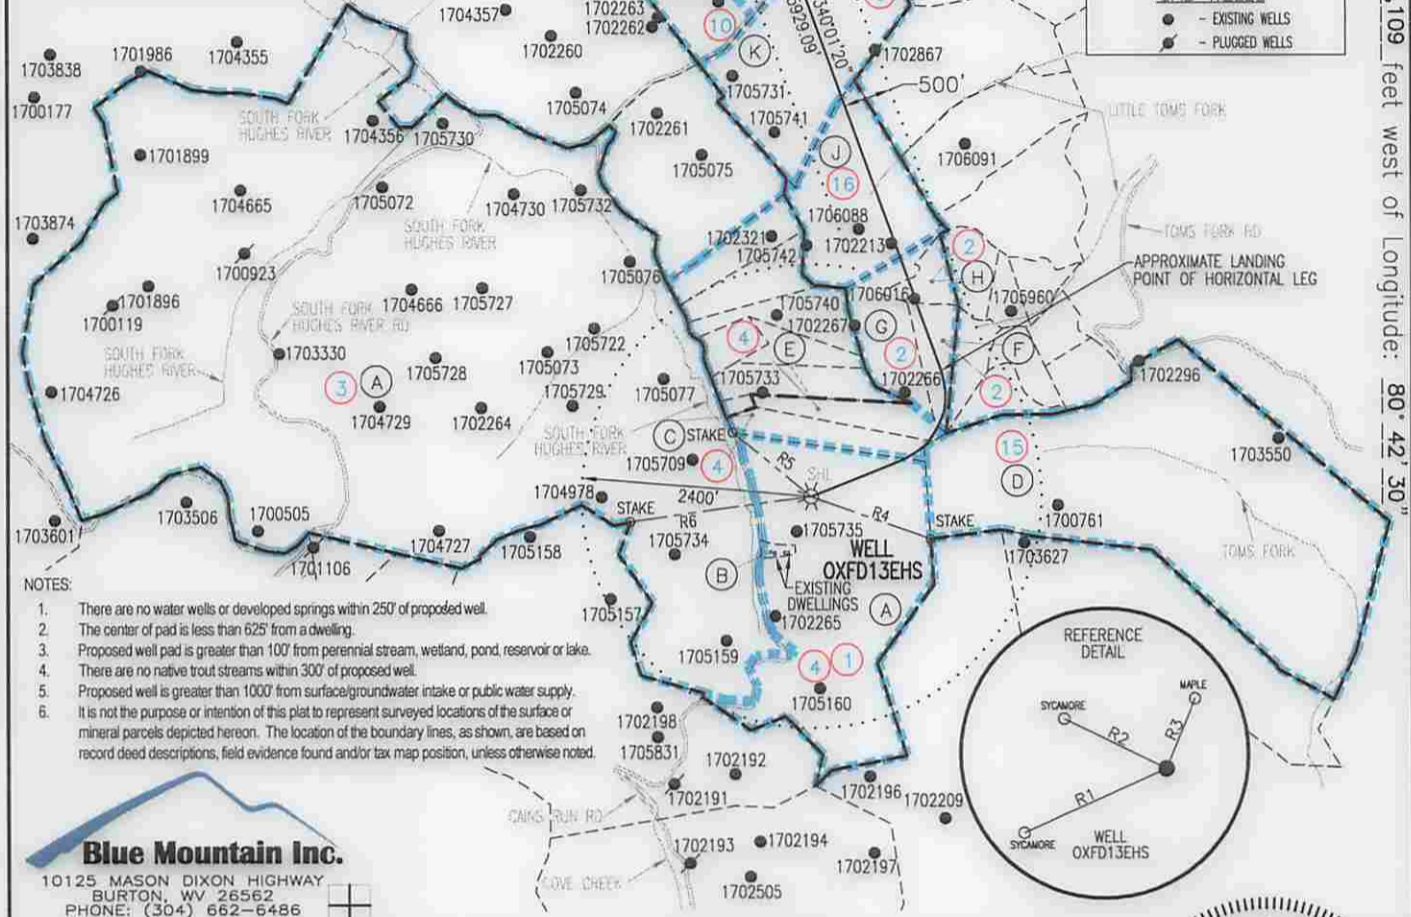 109 feet west of Longitude: 80° 42' 30"
- EXISTING WELLS
- PLUGGED WELLS
1704357
1702263
1702262
10
K
340°01'20"
5929.09'
1702867
1703838
1701986
1704355
1702260
500'
1705731
1700177
1705074
LITTLE TOMS FORK
SOUTH FORK
HUGHES RIVER
1704356
1705730
1702261
1705741
1701899
1705075
J
16
1706091
1704665
1705072
1704730
1705732
1706088
SOUTH FORK
HUGHES RIVER
1703874
1702321
1705742
1702213
2
TOMS FORK RD
1700923
1705076
H
APPROXIMATE LANDING
POINT OF HORIZONTAL LEG
1701896
1700119
1704666
1705727
1705740
1706016
1705960
SOUTH FORK
HUGHES RIVER RD
1702267
G
1705722
4
E
F
SOUTH FORK
HUGHES RIVER
1703330
1705728
1705073
2
1702296
3
A
1704726
1705729
1705077
1705733
1702266
2
1704729
1702264
SOUTH FORK
HUGHES RIVER
C
STAKE
15
1703550
1705709
4
R5
D
SHL
1704978
2400'
1703506
1700505
STAKE
R6
R4
STAKE
1700761
1703601
1704727
1705158
1705734
1705735
WELL
OXFD13EHS
1703627
TOMS FORK
1701106
B
EXISTING
DWELLINGS
A
1705157
1702265
NOTES:
1. There are no water wells or developed springs within 250' of proposed well.
2. The center of pad is less than 625' from a dwelling.
3. Proposed well pad is greater than 100' from perennial stream, wetland, pond, reservoir or lake.
4. There are no native trout streams within 300' of proposed well.
5. Proposed well is greater than 1000' from surface/groundwater intake or public water supply.
6. It is not the purpose or intention of this plat to represent surveyed locations of the surface or
mineral parcels depicted hereon. The location of the boundary lines, as shown, are based on
record deed descriptions, field evidence found and/or tax map position, unless otherwise noted.
1705159
4
1
1705160
REFERENCE
DETAIL
MAPLE
SYCAMORE
R2
R3
R1
SYCAMORE
WELL
OXFD13EHS
1702198
1705831
1702192
1702191
1702196
1702209
CAINS RUN RD
1702193
1702194
1702197
COVE CREEK
1702505
Blue Mountain Inc.
10125 MASON DIXON HIGHWAY
BURTON, WV 26562
PHONE: (304) 662-6486